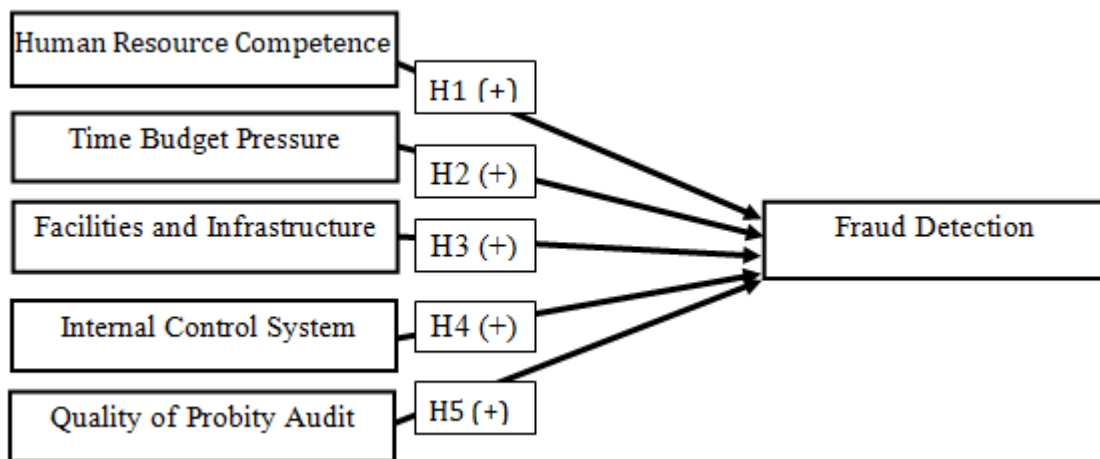 Human Resource Competence
H1 (+)
Time Budget Pressure
H2 (+)
Facilities and Infrastructure
H3 (+)
Fraud Detection
Internal Control System
H4 (+)
Quality of Probity Audit
H5 (+)